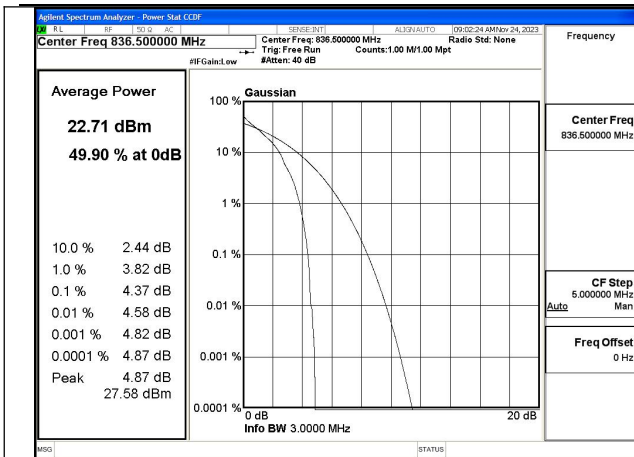 Agilent Spectrum Analyzer - Power Stat CCDF
RL RF 50 Ω AC SENSE:INT ALIGN AUTO 09:02:24 AM Nov 24, 2023
Center Freq 836.500000 MHz
Center Freq: 836.500000 MHz Radio Std: None
Trig: Free Run Counts:1.00 M/1.00 Mpt
#IFGain:Low #Atten: 40 dB
Frequency
Average Power
22.71 dBm
49.90 % at 0dB
10.0 % 2.44 dB
1.0 % 3.82 dB
0.1 % 4.37 dB
0.01 % 4.58 dB
0.001 % 4.82 dB
0.0001 % 4.87 dB
Peak 4.87 dB
27.58 dBm
Gaussian
100 %
10 %
1 %
0.1 %
0.01 %
0.001 %
0.0001 %
0 dB 20 dB
Info BW 3.0000 MHz
Center Freq
836.500000 MHz
CF Step
5.000000 MHz
Auto Man
Freq Offset
0 Hz
MSG STATUS